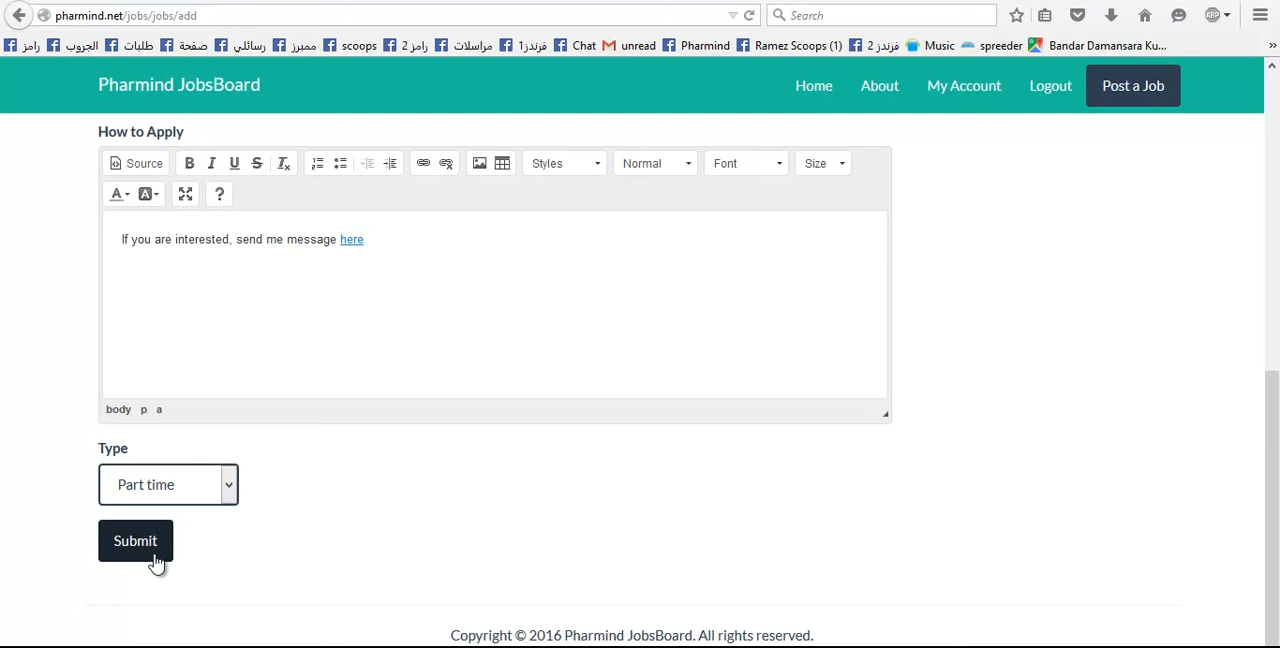 pharmind.net/jobs/jobs/add Search ABP
رامز الجروب طلبات صفحة رسائلي ممبرز scoops رامز 2 مراسلات فرندز1 Chat unread Pharmind Ramez Scoops (1) فرندز 2 Music spreeder Bandar Damansara Ku... »
Pharmind JobsBoard Home About My Account Logout Post a Job
How to Apply
Source B I U S Tx Styles Normal Font Size
A A ?
If you are interested, send me message here
body p a
Type
Part time
Submit
Copyright © 2016 Pharmind JobsBoard. All rights reserved.